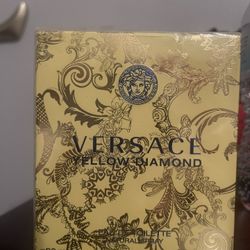 VERSACE
YELLOW DIAMOND
EAU DE TOILETTE
NATURAL SPRAY